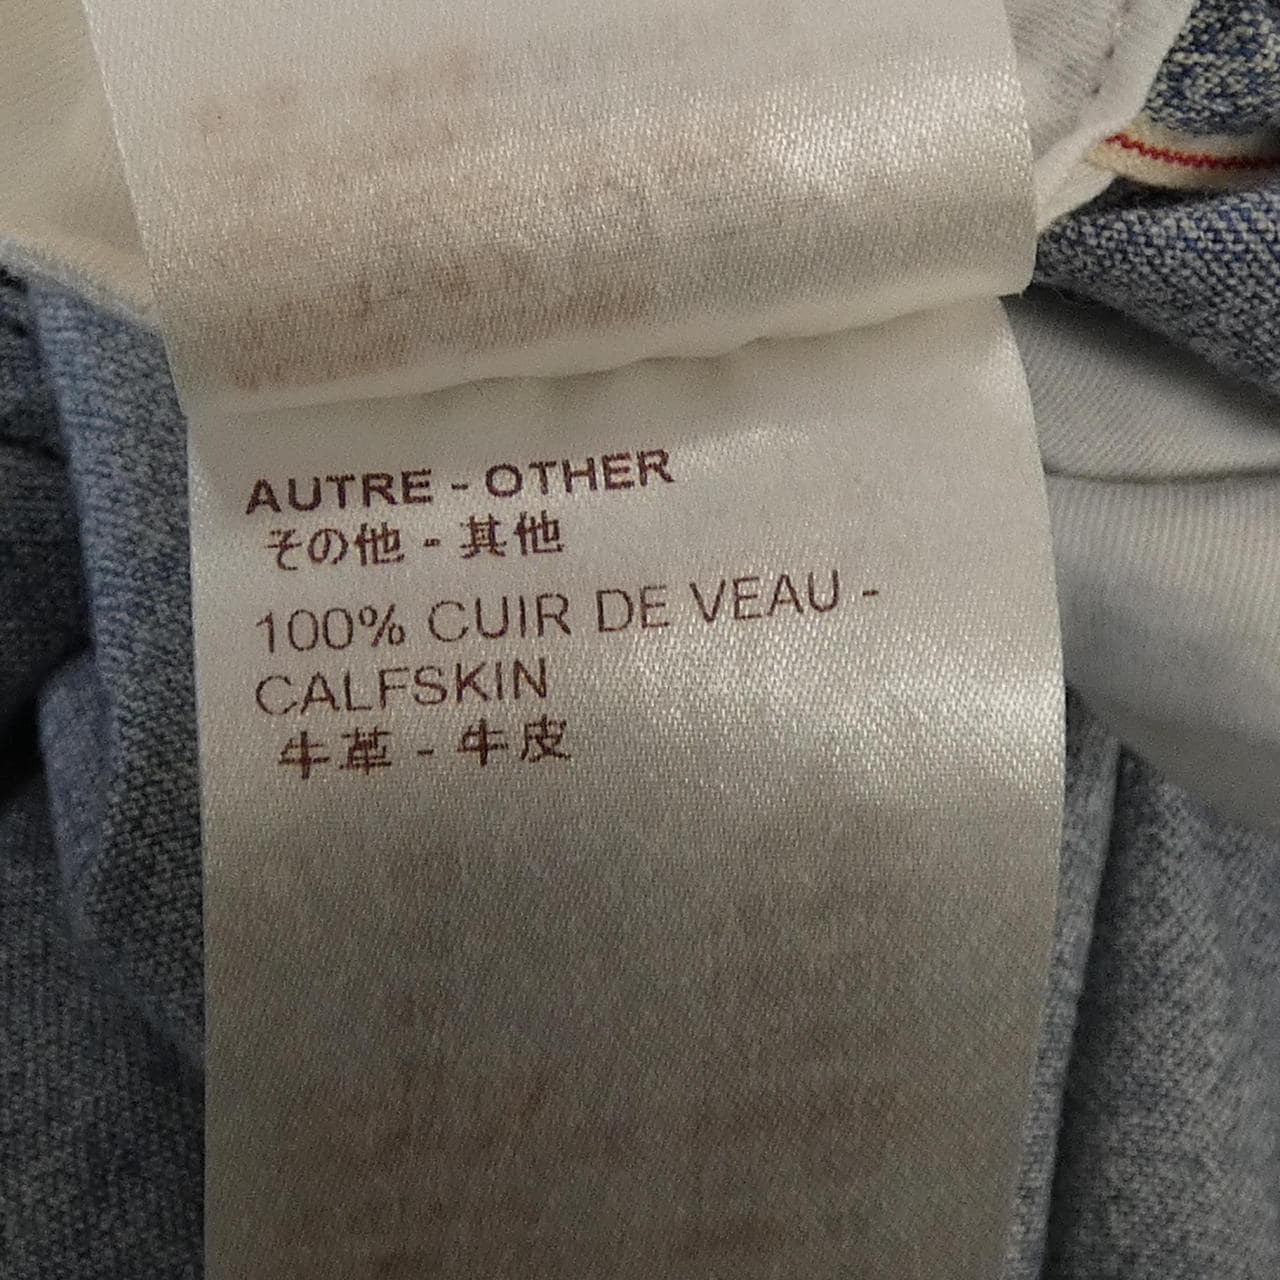 AUTRE - OTHER
その他 - 其他
100% CUIR DE VEAU -
CALFSKIN
牛革 - 牛皮